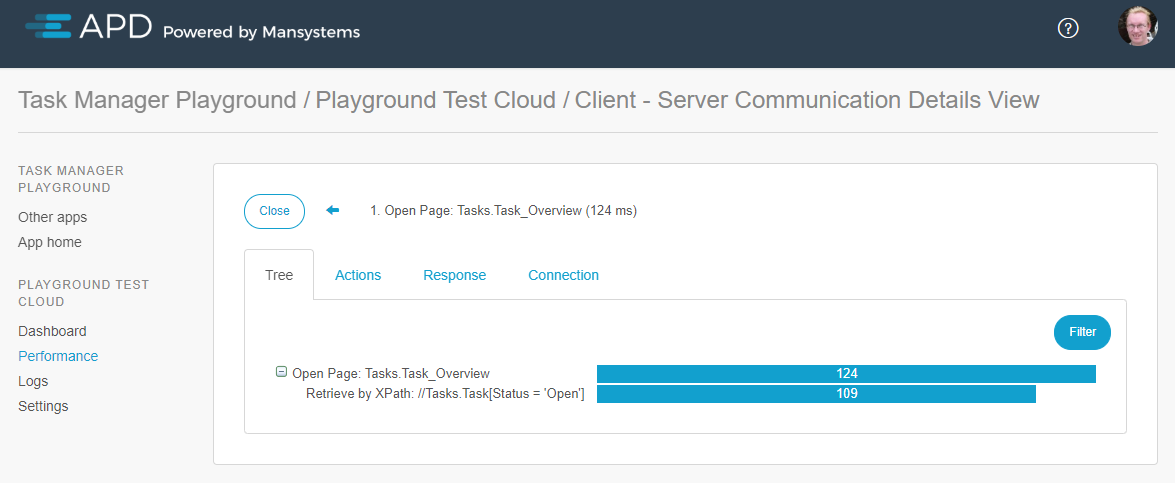 APD Powered by Mansystems
?
Task Manager Playground / Playground Test Cloud / Client - Server Communication Details View
TASK MANAGER
PLAYGROUND
Other apps
App home
PLAYGROUND TEST
CLOUD
Dashboard
Performance
Logs
Settings
Close
1. Open Page: Tasks.Task_Overview (124 ms)
Tree Actions Response Connection
Filter
Open Page: Tasks.Task_Overview 124
Retrieve by XPath: //Tasks.Task[Status = 'Open'] 109